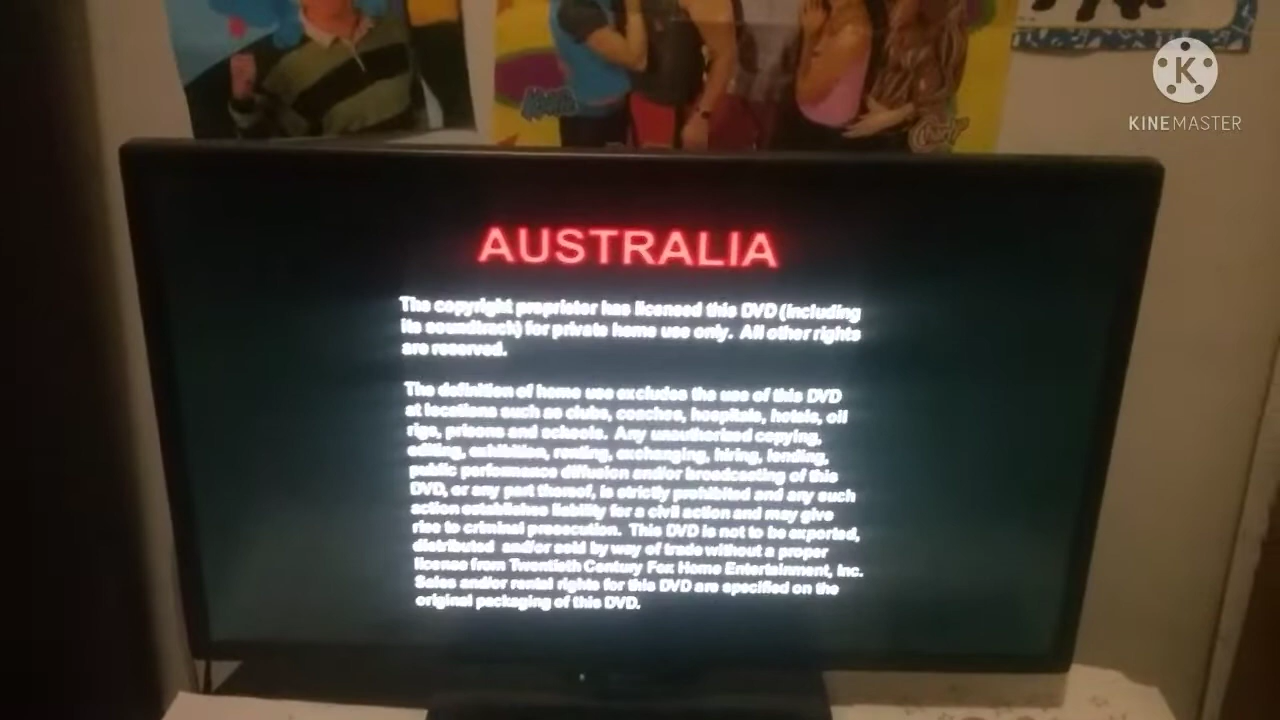 KINEMASTER
AUSTRALIA
The copyright proprietor has licensed this DVD (including
its soundtrack) for private home use only. All other rights
are reserved.
The definition of home use excludes the use of this DVD
at locations such as clubs, coaches, hospitals, hotels, oil
rigs, prisons and schools. Any unauthorised copying,
editing, exhibition, renting, exchanging, hiring, lending,
public performance diffusion and/or broadcasting of this
DVD, or any part thereof, is strictly prohibited and any such
action establishes liability for a civil action and may give
rise to criminal prosecution. This DVD is not to be exported,
distributed and/or sold by way of trade without a proper
license from Twentieth Century Fox Home Entertainment, Inc.
Sales and/or rental rights for this DVD are specified on the
original packaging of this DVD.